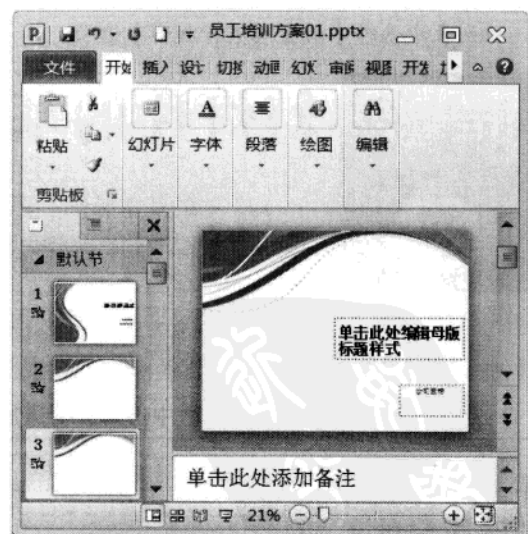 P 员工培训方案01.pptx
文件 开始 插入 设计 切换 动画 幻灯 审阅 视图 开发
粘贴 幻灯片 字体 段落 绘图 编辑
剪贴板
默认节
1
2
3
单击此处编辑母版
标题样式
单击此处添加备注
21%